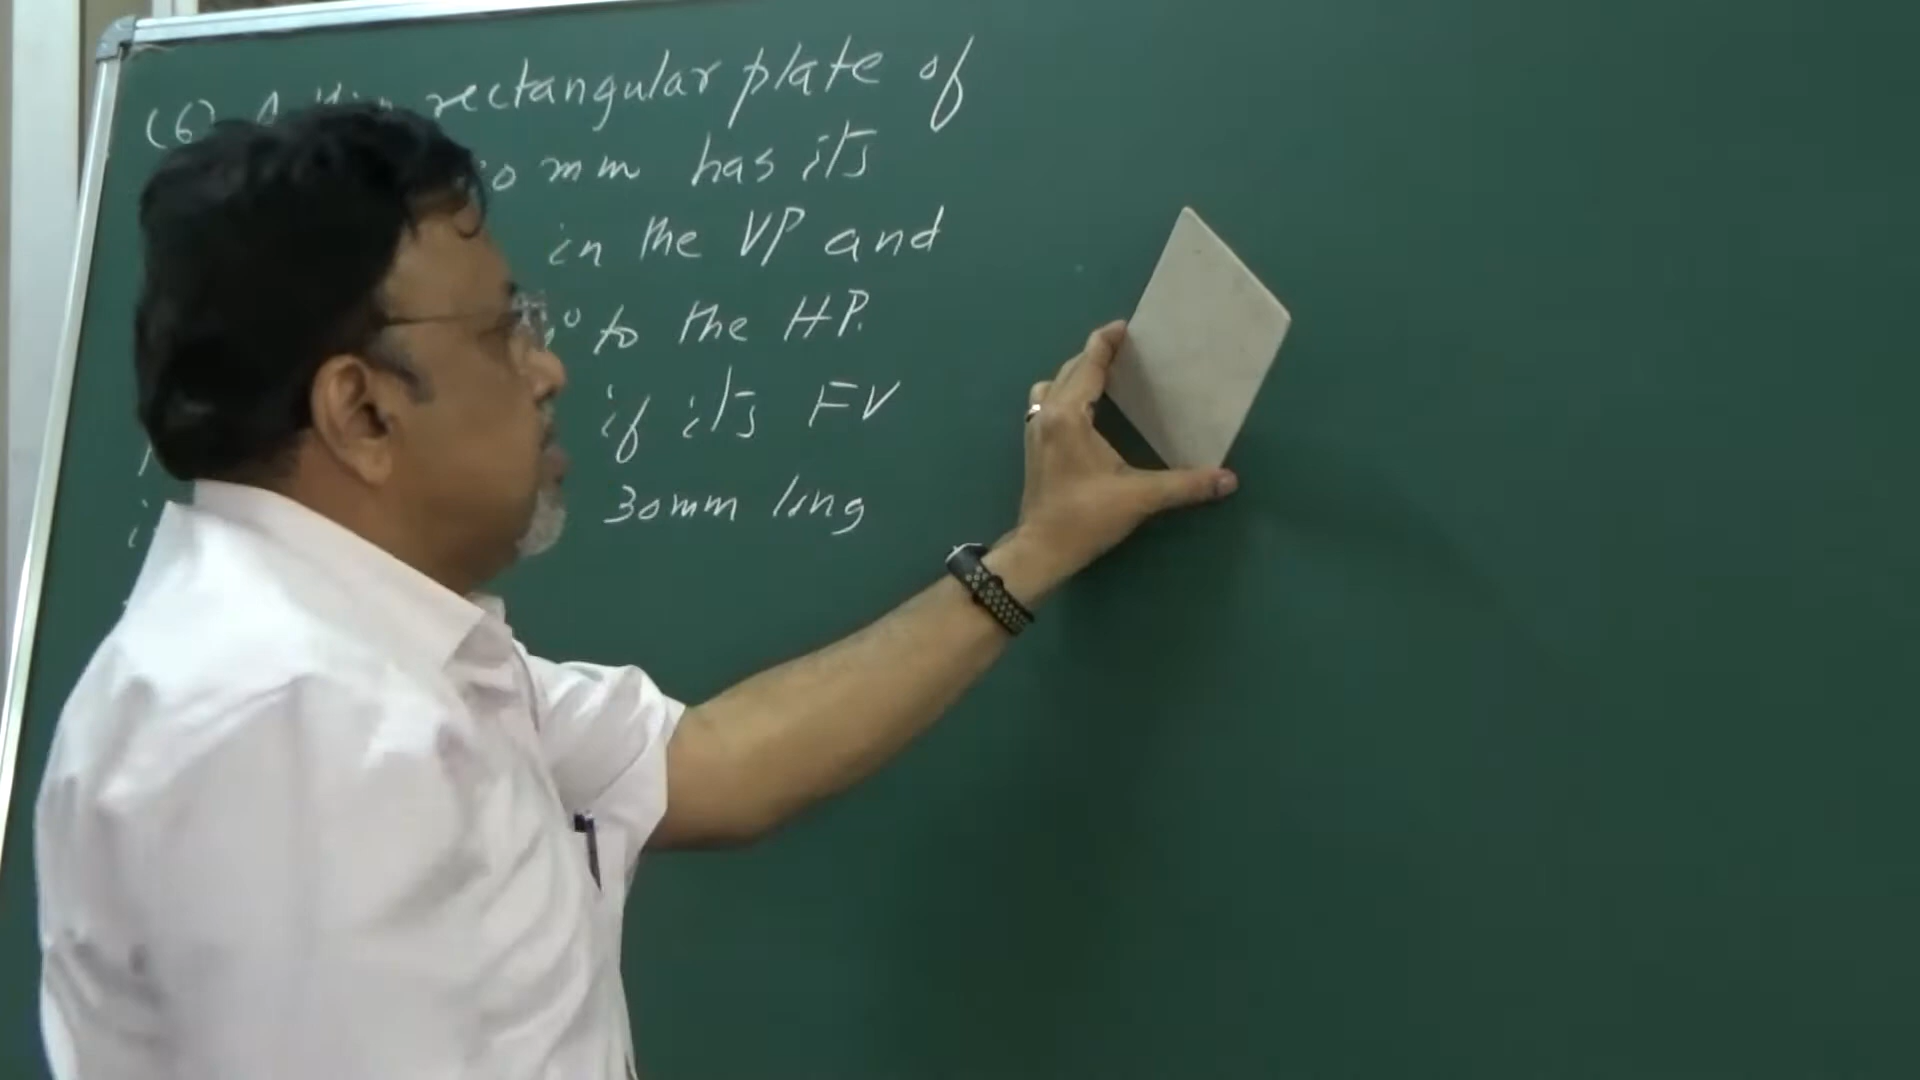 (6) A thin rectangular plate of
mm has its
in the VP and
to the HP.
if its FV
30mm long